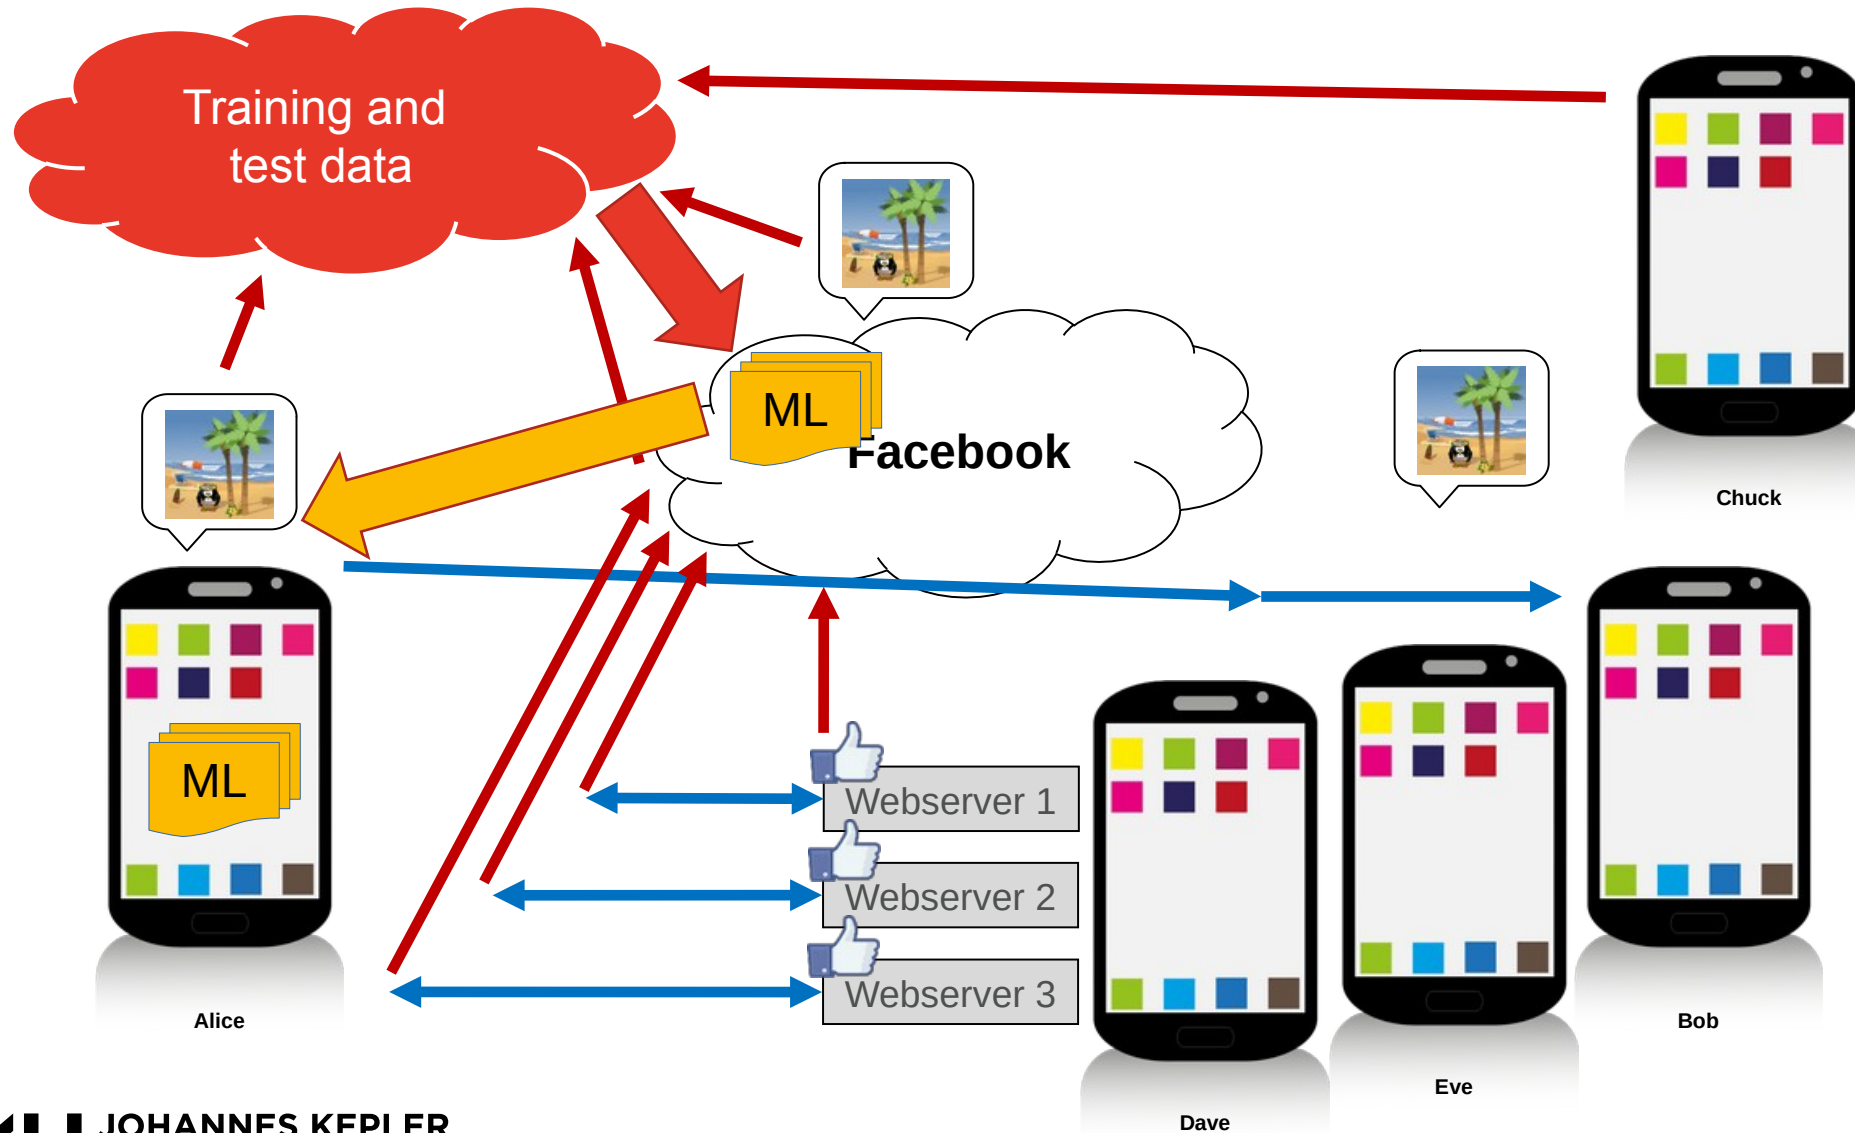 Training and
test data
ML
Facebook
Chuck
ML
Webserver 1
Webserver 2
Webserver 3
Alice
Bob
Eve
Dave
JOHANNES KEPLER